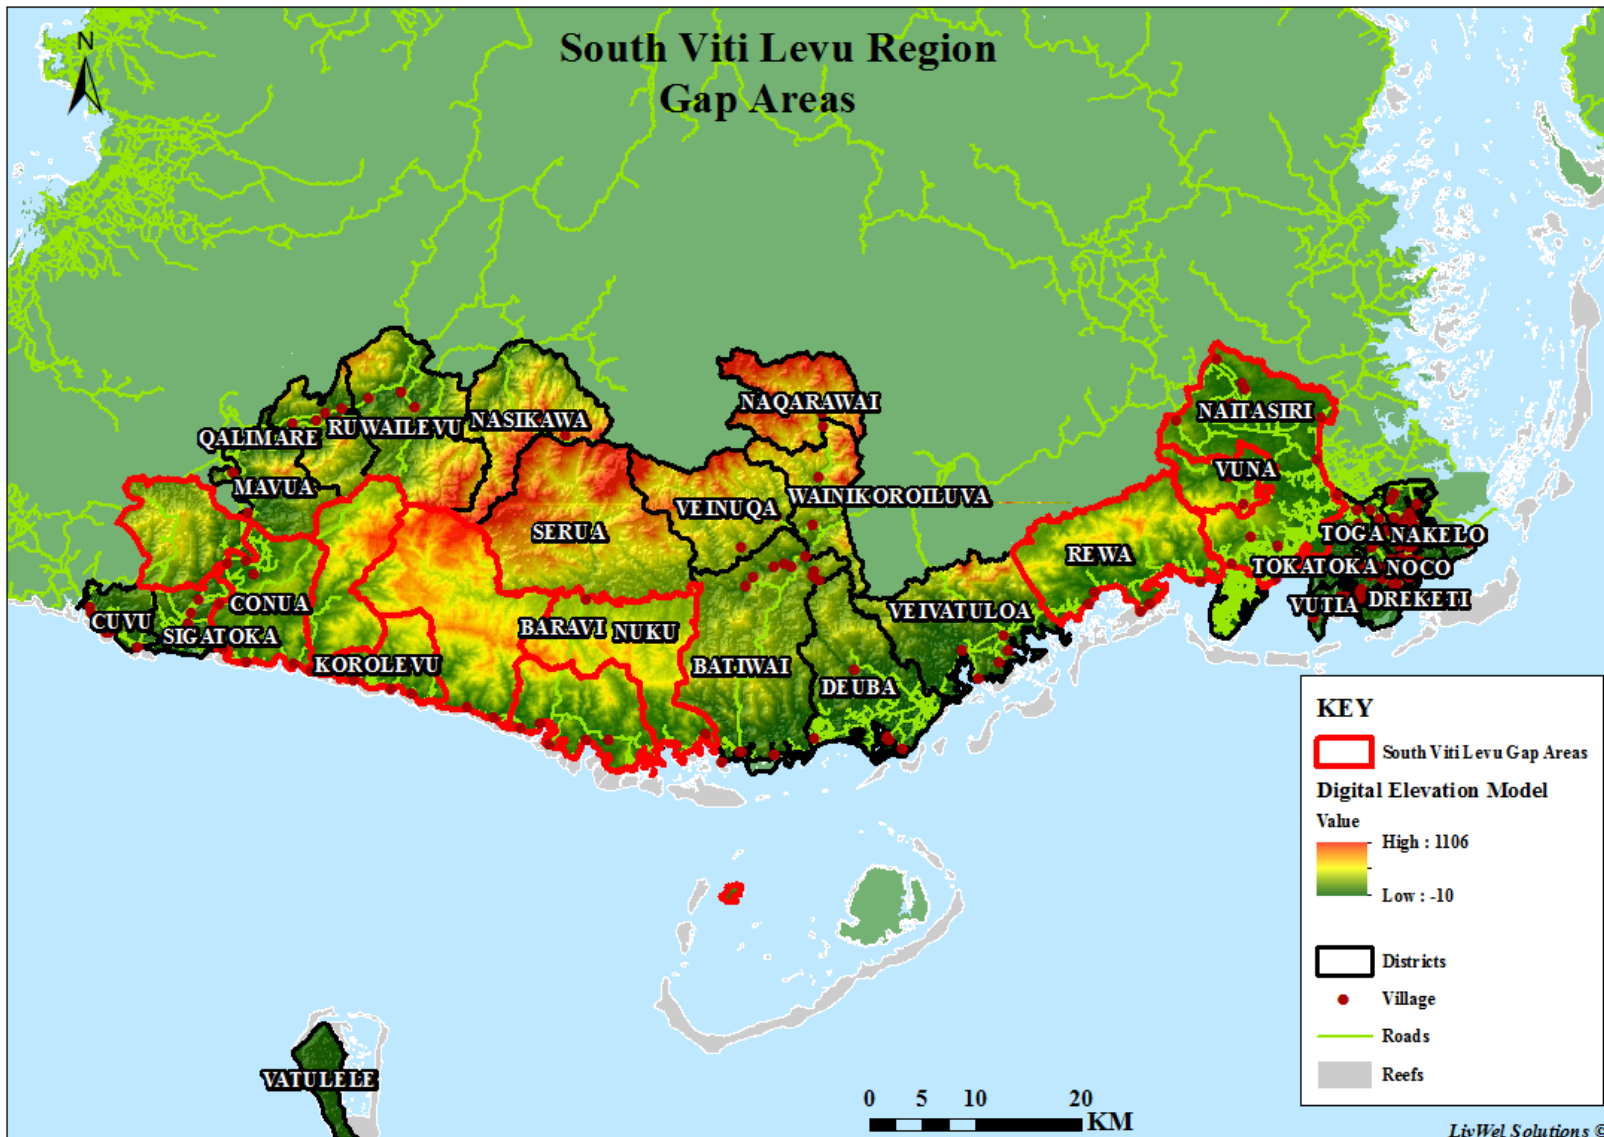 South Viti Levu Region
Gap Areas
N
NAQARAWAI
NAITASIRI
RUWAILEVU
NASIKAWA
QALIMARE
VUNA
MAVUA
WAINIKOROILUVA
VEINUQA
SERUA
TOGA
NAKELO
REWA
TOKATOKA
NOCO
CONUA
VUTIA
DREKETI
VEIVATULOA
CUVU
BARAVI
NUKU
SIGATOKA
KOROLEVU
BATIWAI
DEUBA
VATULELE
KEY
South Viti Levu Gap Areas
Digital Elevation Model
Value
High : 1106
Low : -10
Districts
Village
Roads
Reefs
0 5 10 20
KM
LivWel Solutions ©